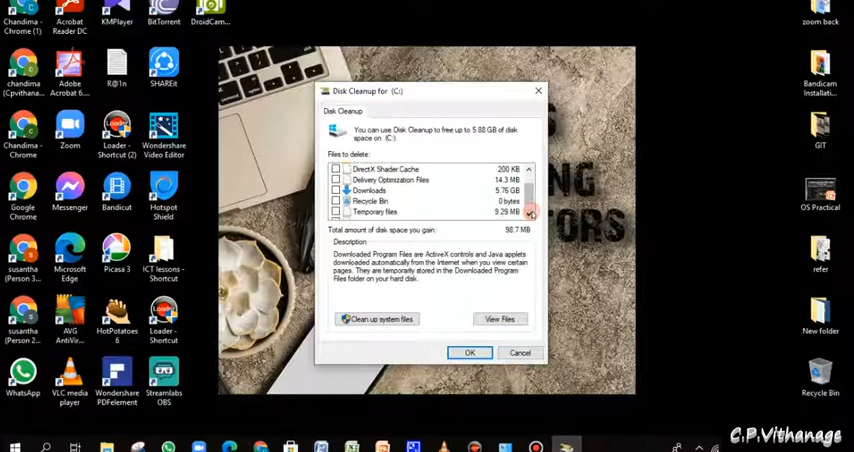 Chandima -
Chrome (1)
Acrobat
Reader DC
KMPlayer
BitTorrent
DroidCam...
zoom back
chandima
(Cpvithana...
Adobe
Acrobat 6....
R@1n
SHAREit
Bandicam
Installati...
Chandima -
Chrome
Zoom
Loader -
Shortcut (2)
Wondershare
Video Editor
GIT
Google
Chrome
Messenger
Bandicut
Hotspot
Shield
OS Practical
susantha
(Person 3...
Microsoft
Edge
Picasa 3
ICT lessons -
Shortcut
refer
susantha
(Person 2...
AVG
AntiVir...
HotPotatoes
6
Loader -
Shortcut
New folder
WhatsApp
VLC media
player
Wondershare
PDFelement
Streamlabs
OBS
Recycle Bin
Disk Cleanup for (C:)
Disk Cleanup
You can use Disk Cleanup to free up to 5.88 GB of disk
space on (C:).
Files to delete:
DirectX Shader Cache 200 KB
Delivery Optimization Files 14.3 MB
Downloads 5.76 GB
Recycle Bin 0 bytes
Temporary files 9.29 MB
Total amount of disk space you gain: 98.7 MB
Description
Downloaded Program Files are ActiveX controls and Java applets
downloaded automatically from the Internet when you view certain
pages. They are temporarily stored in the Downloaded Program
Files folder on your hard disk.
Clean up system files
View Files
OK
Cancel
C.P.Vithanage